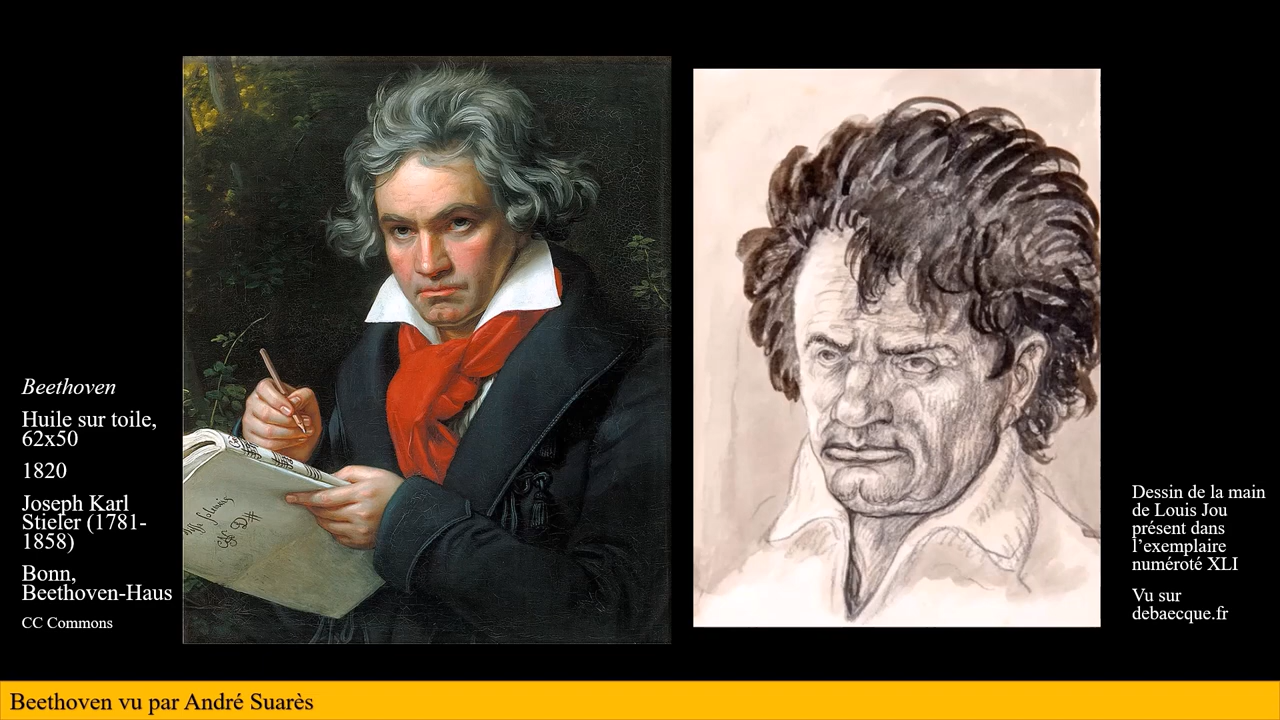 Beethoven
Huile sur toile,
62x50
1820
Joseph Karl
Stieler (1781-
1858)
Bonn,
Beethoven-Haus
CC Commons
Dessin de la main
de Louis Jou
présent dans
l’exemplaire
numéroté XLI
Vu sur
debaecque.fr
Beethoven vu par André Suarès